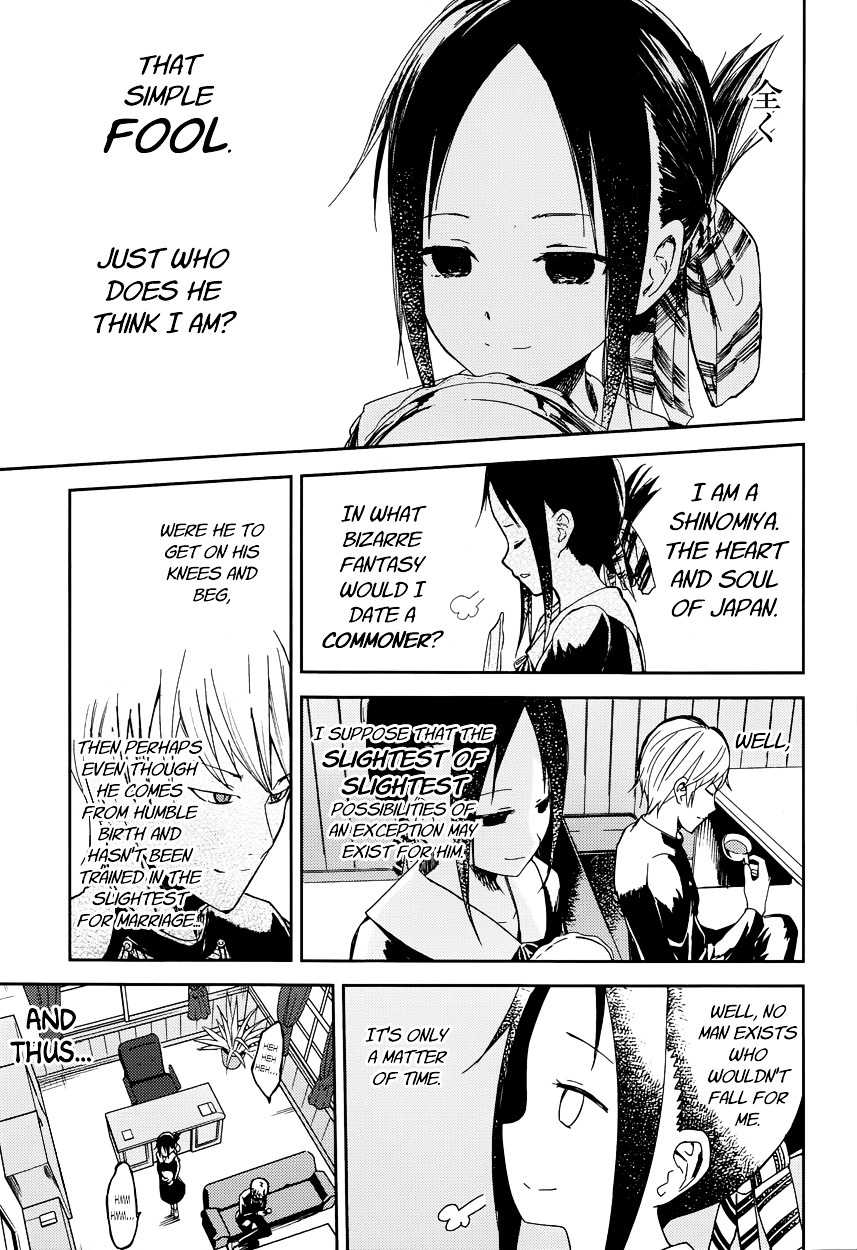 全く
THAT
SIMPLE
FOOL.
JUST WHO
DOES HE
THINK I AM?
I AM A
SHINOMIYA.
THE HEART
AND SOUL
OF JAPAN.
IN WHAT
BIZARRE
FANTASY
WOULD I
DATE A
COMMONER?
WELL,
I SUPPOSE THAT THE
SLIGHTEST OF
SLIGHTEST
POSSIBILITIES OF
AN EXCEPTION MAY
EXIST FOR HIM.
WERE HE TO
GET ON HIS
KNEES AND
BEG,
THEN PERHAPS
EVEN THOUGH
HE COMES
FROM HUMBLE
BIRTH AND
HASN'T BEEN
TRAINED IN THE
SLIGHTEST
FOR MARRIAGE...
WELL, NO
MAN EXISTS
WHO
WOULDN'T
FALL FOR
ME.
IT'S ONLY
A MATTER
OF TIME.
AND
THUS...
HEH
HEH
HEH...
HMM
HMM...